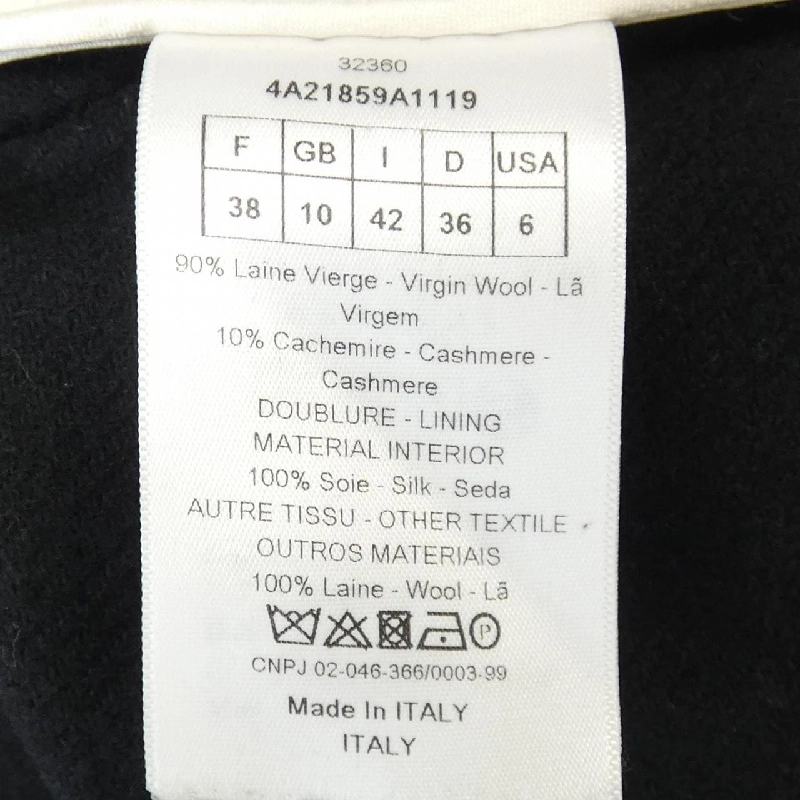 32360
4A21859A1119
F GB I D USA
38 10 42 36 6
90% Laine Vierge - Virgin Wool - Lã
Virgem
10% Cachemire - Cashmere -
Cashmere
DOUBLURE - LINING
MATERIAL INTERIOR
100% Soie - Silk - Seda
AUTRE TISSU - OTHER TEXTILE -
OUTROS MATERIAIS
100% Laine - Wool - Lã
P
CNPJ 02-046-366/0003-99
Made In ITALY
ITALY